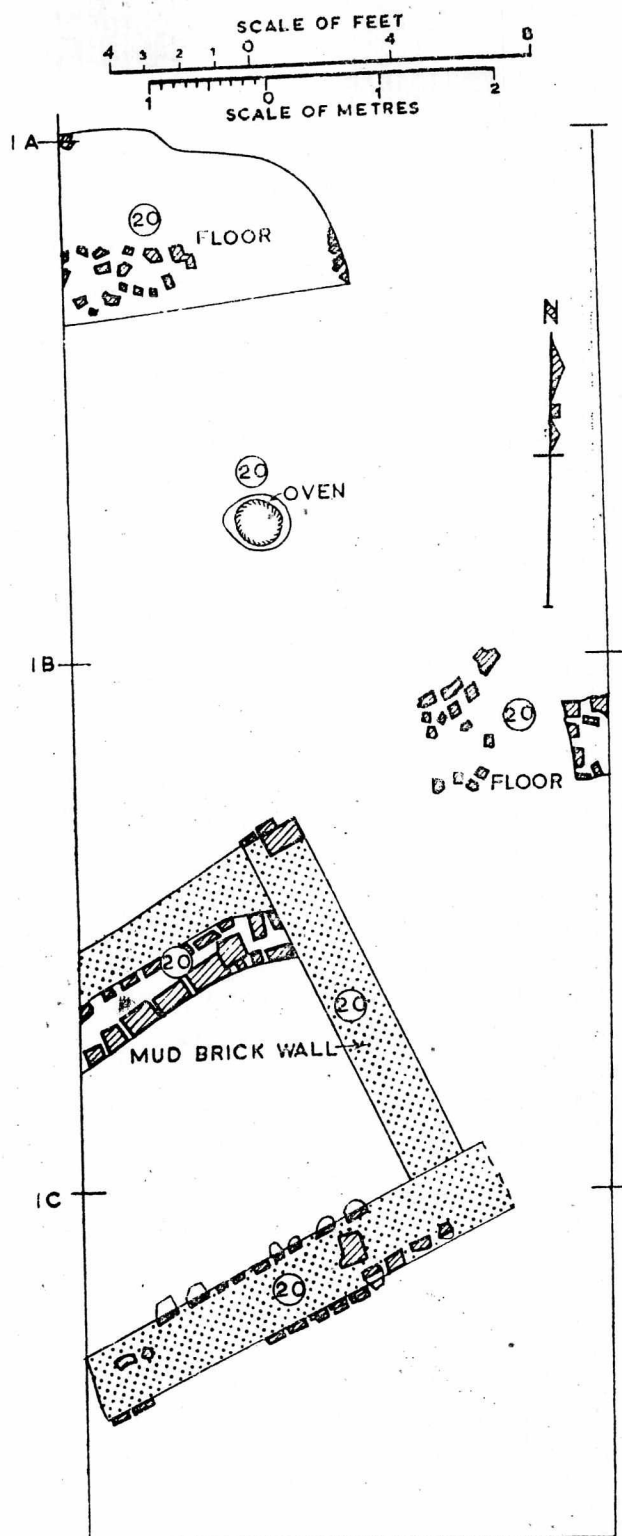 SCALE OF FEET
4 3 2 1 0 4 8
1 0 1 2
SCALE OF METRES
1A
20
FLOOR
N
20
OVEN
1B
20
FLOOR
20
20
MUD BRICK WALL
1C
20